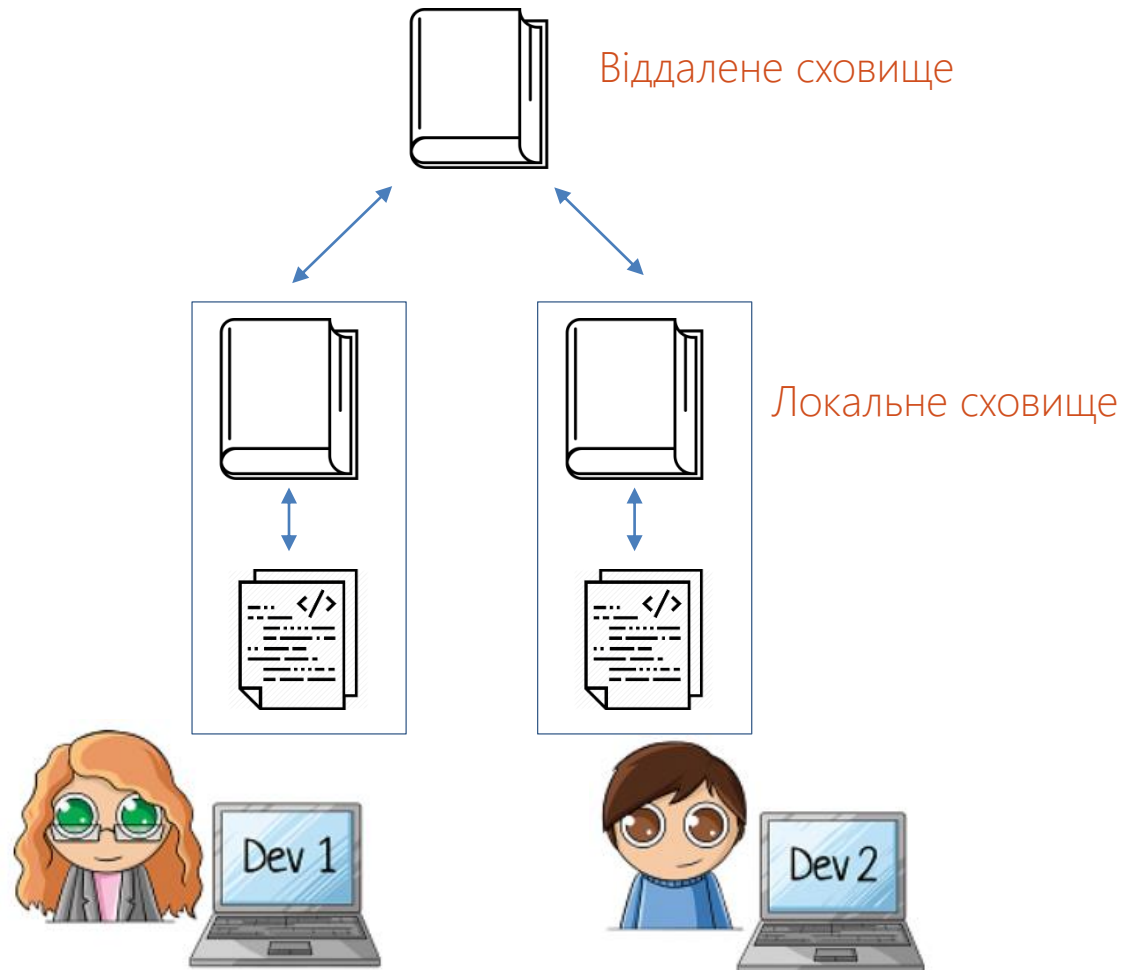 Віддалене сховище
Локальне сховище
</>
</>
Dev 1
Dev 2